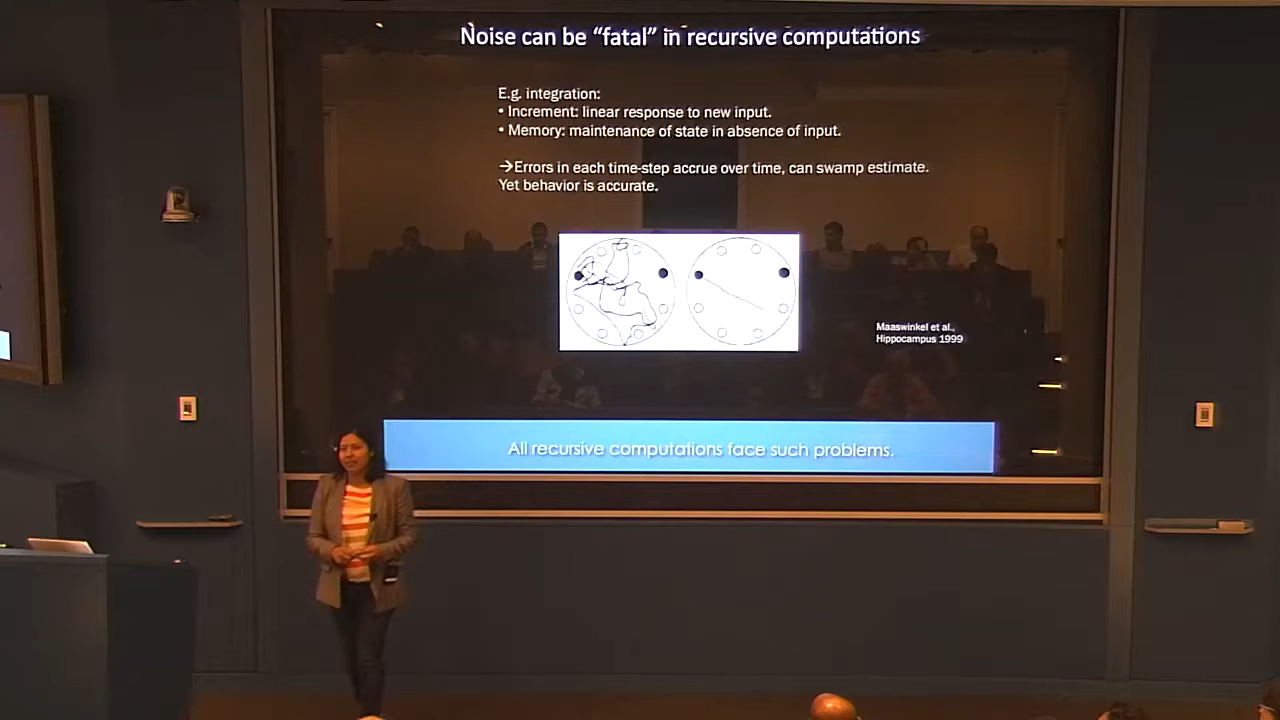 Noise can be “fatal” in recursive computations
E.g. integration:
• Increment: linear response to new input.
• Memory: maintenance of state in absence of input.
→Errors in each time-step accrue over time, can swamp estimate.
Yet behavior is accurate.
Maaswinkel et al.,
Hippocampus 1999
All recursive computations face such problems.